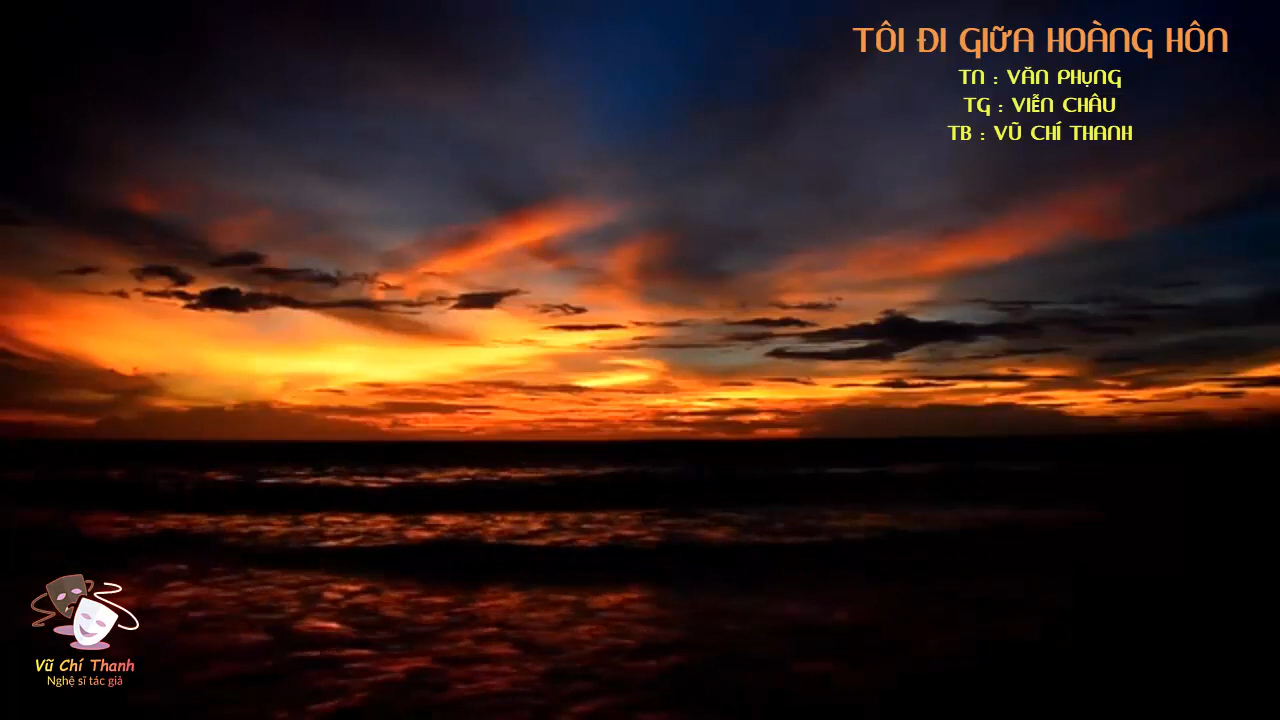 TÔI ĐI GIỮA HOÀNG HÔN
TN : VĂN PHỤNG
TG : VIỄN CHÂU
TB : VŨ CHÍ THANH
Vũ Chí Thanh
Nghệ sĩ tác giả